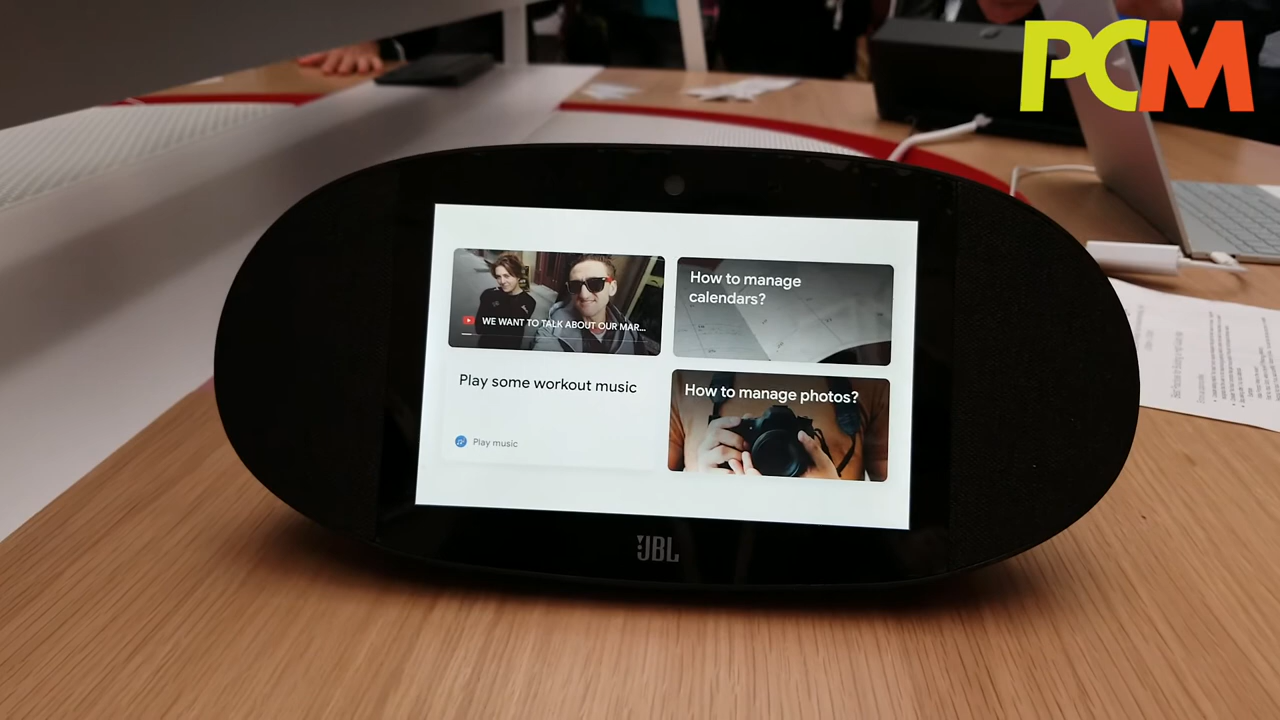 PCM
WE WANT TO TALK ABOUT OUR MAR...
How to manage
calendars?
Play some workout music
Play music
How to manage photos?
JBL